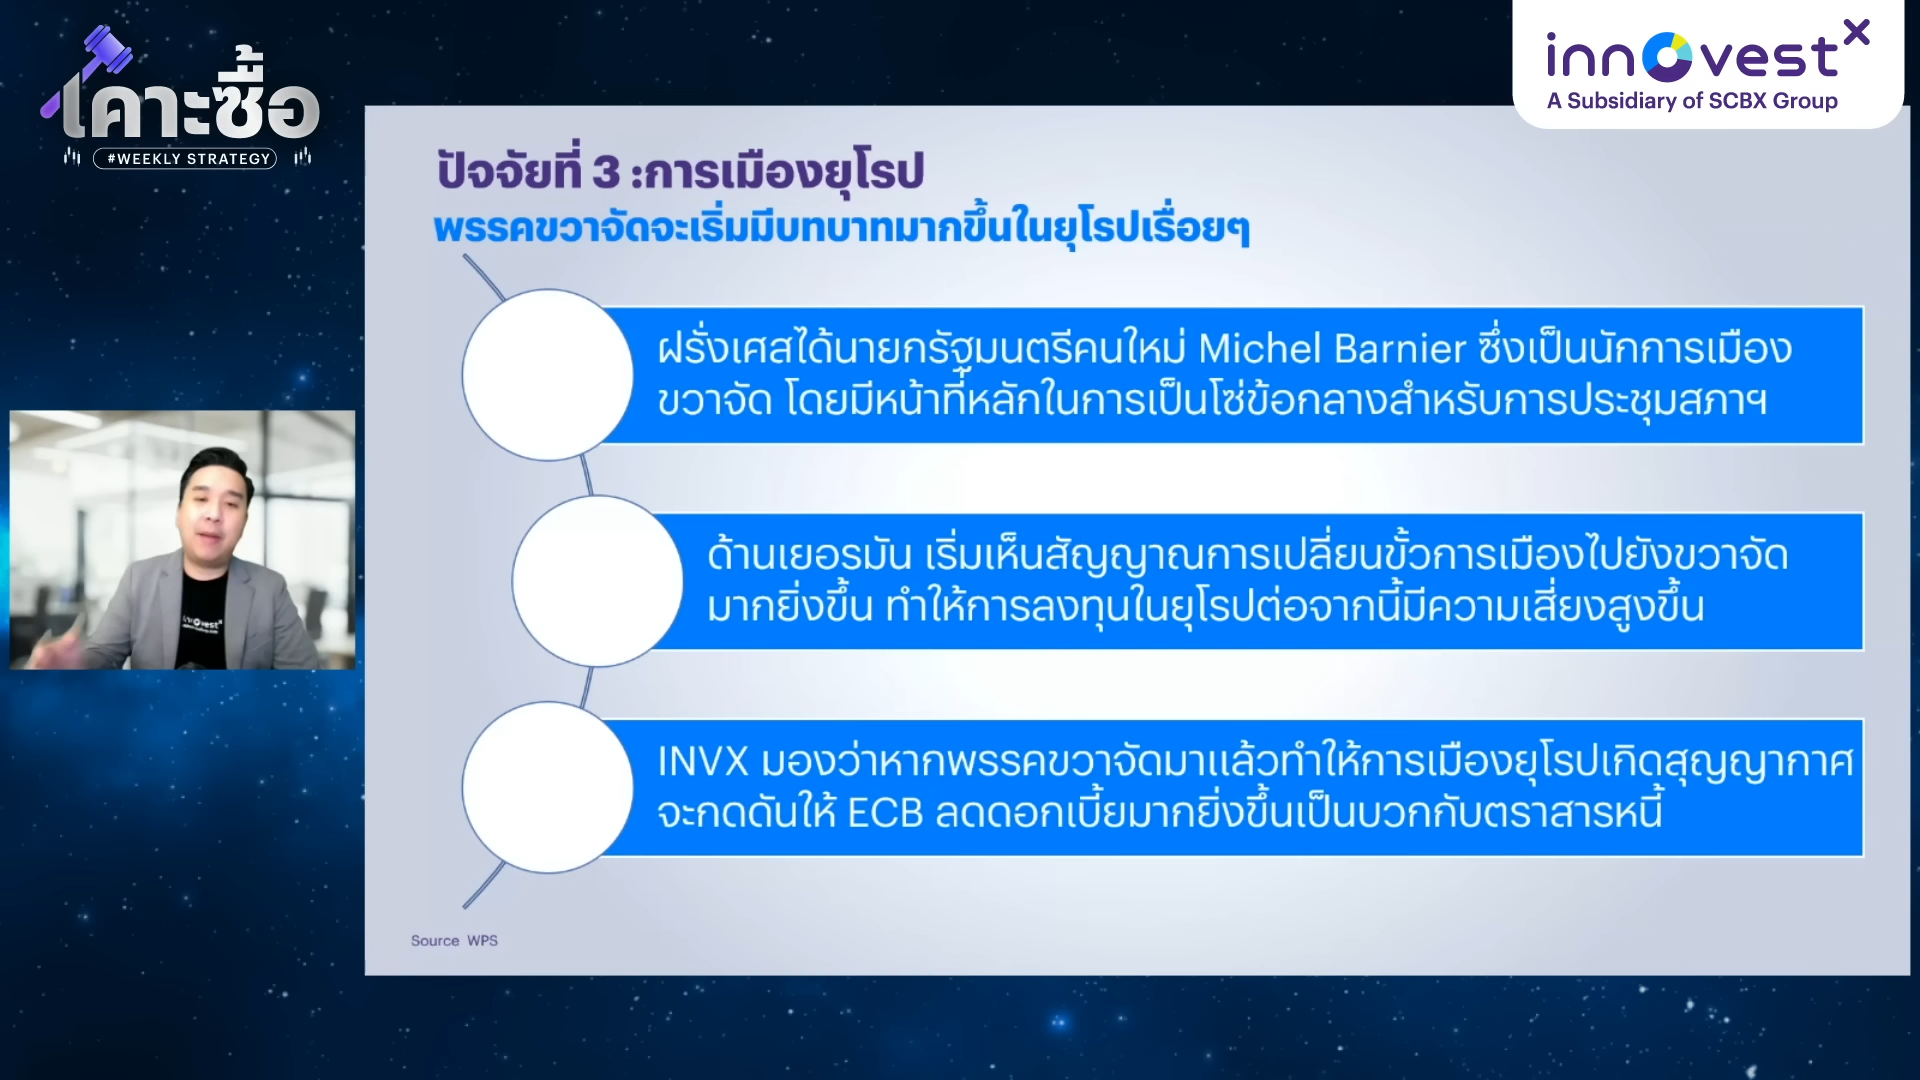 เคาะซื้อ
#WEEKLY STRATEGY
innovestx
A Subsidiary of SCBX Group
ปัจจัยที่ 3 :การเมืองยุโรป
พรรคขวาจัดจะเริ่มมีบทบาทมากขึ้นในยุโรปเรื่อยๆ
ฝรั่งเศสได้นายกรัฐมนตรีคนใหม่ Michel Barnier ซึ่งเป็นนักการเมือง
ขวาจัด โดยมีหน้าที่หลักในการเป็นโซ่ข้อกลางสำหรับการประชุมสภาฯ
ด้านเยอรมัน เริ่มเห็นสัญญาณการเปลี่ยนขั้วการเมืองไปยังขวาจัด
มากยิ่งขึ้น ทำให้การลงทุนในยุโรปต่อจากนี้มีความเสี่ยงสูงขึ้น
INVX มองว่าหากพรรคขวาจัดมาแล้วทำให้การเมืองยุโรปเกิดสุญญากาศ
จะกดดันให้ ECB ลดดอกเบี้ยมากยิ่งขึ้นเป็นบวกกับตราสารหนี้
Source WPS
innovestx